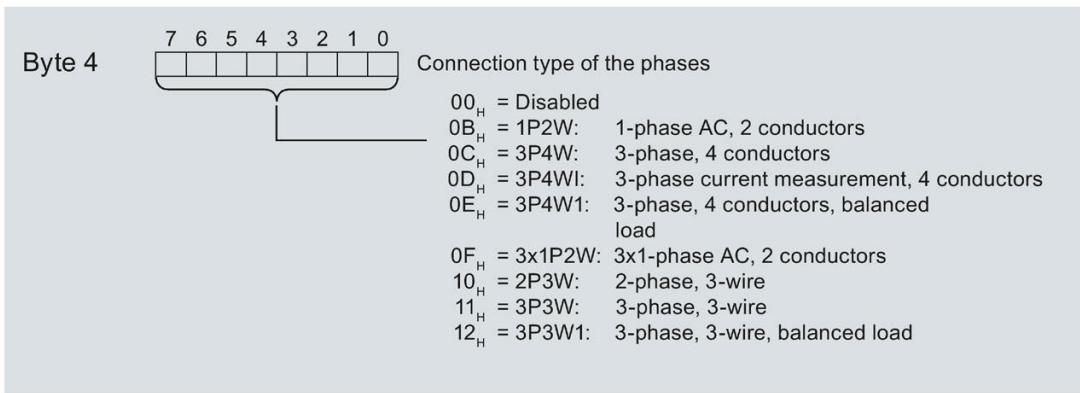 7 6 5 4 3 2 1 0
Byte 4 Connection type of the phases
00H = Disabled
0BH = 1P2W: 1-phase AC, 2 conductors
0CH = 3P4W: 3-phase, 4 conductors
0DH = 3P4WI: 3-phase current measurement, 4 conductors
0EH = 3P4W1: 3-phase, 4 conductors, balanced
load
0FH = 3x1P2W: 3x1-phase AC, 2 conductors
10H = 2P3W: 2-phase, 3-wire
11H = 3P3W: 3-phase, 3-wire
12H = 3P3W1: 3-phase, 3-wire, balanced load